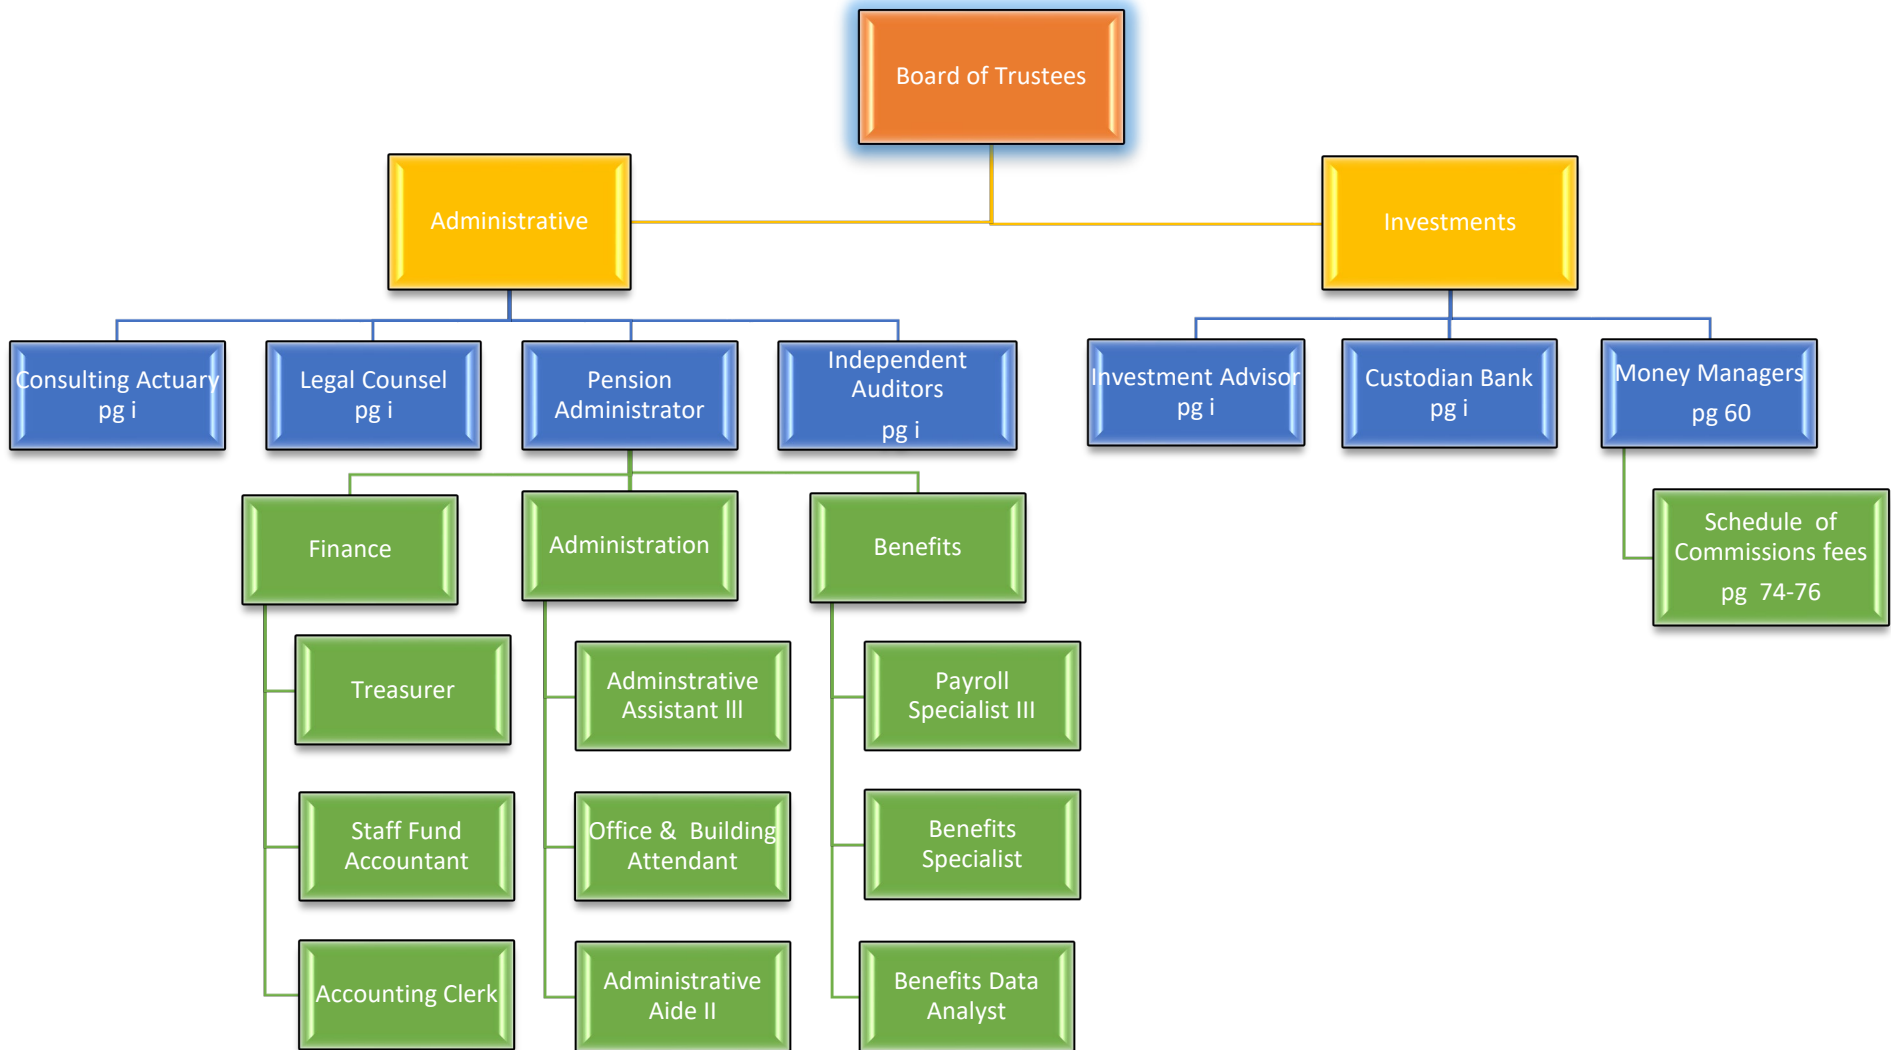 Board of Trustees
Administrative
Investments
Consulting Actuary
pg i
Legal Counsel
pg i
Pension
Administrator
Independent
Auditors
pg i
Investment Advisor
pg i
Custodian Bank
pg i
Money Managers
pg 60
Finance
Administration
Benefits
Schedule of
Commissions fees
pg 74-76
Treasurer
Adminstrative
Assistant lll
Payroll
Specialist III
Staff Fund
Accountant
Office & Building
Attendant
Benefits
Specialist
Accounting Clerk
Administrative
Aide II
Benefits Data
Analyst